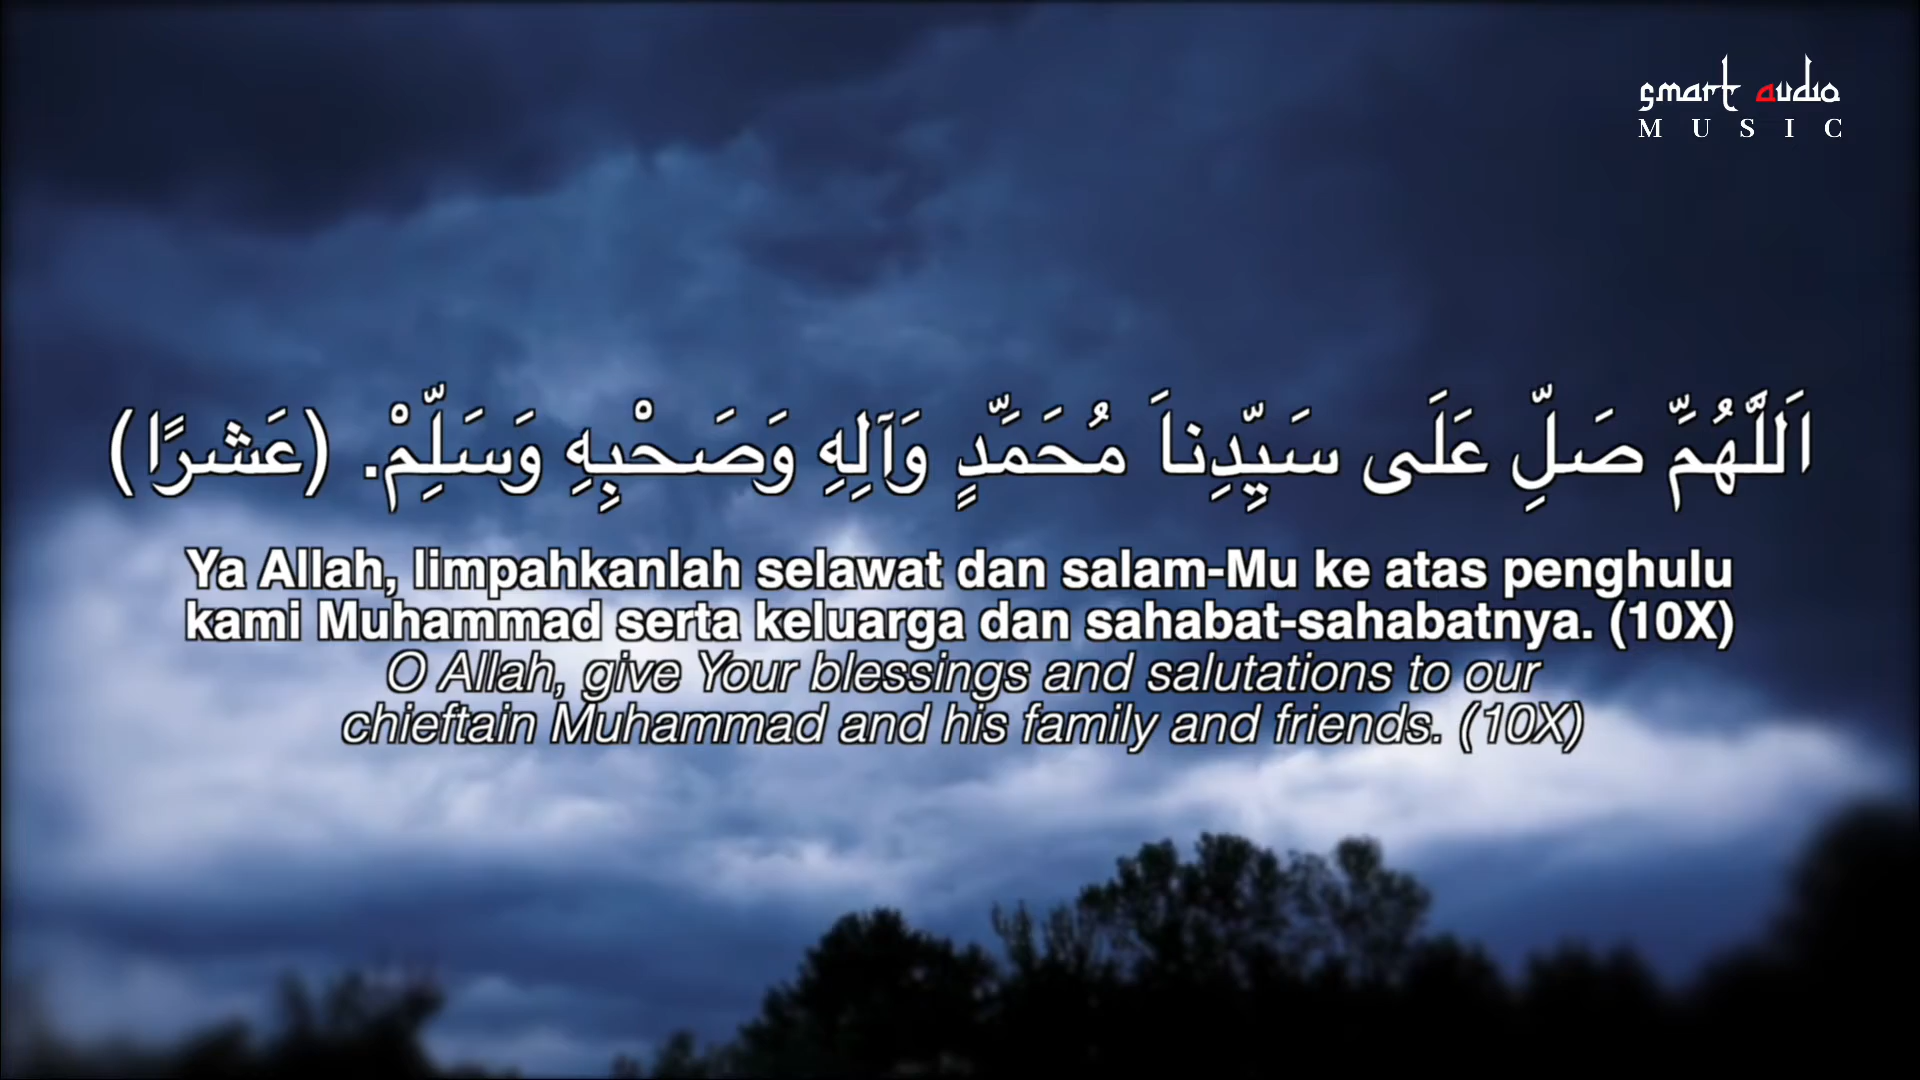 smart audio
MUSIC
اَللَّهُمِّ صَلِّ عَلَى سَيِّدِناَ مُحَمَّدٍ وَآلِهِ وَصَحْبِهِ وَسَلِّمْ. (عَشرًا)
Ya Allah, limpahkanlah selawat dan salam-Mu ke atas penghulu
kami Muhammad serta keluarga dan sahabat-sahabatnya. (10X)
O Allah, give Your blessings and salutations to our
chieftain Muhammad and his family and friends. (10X)